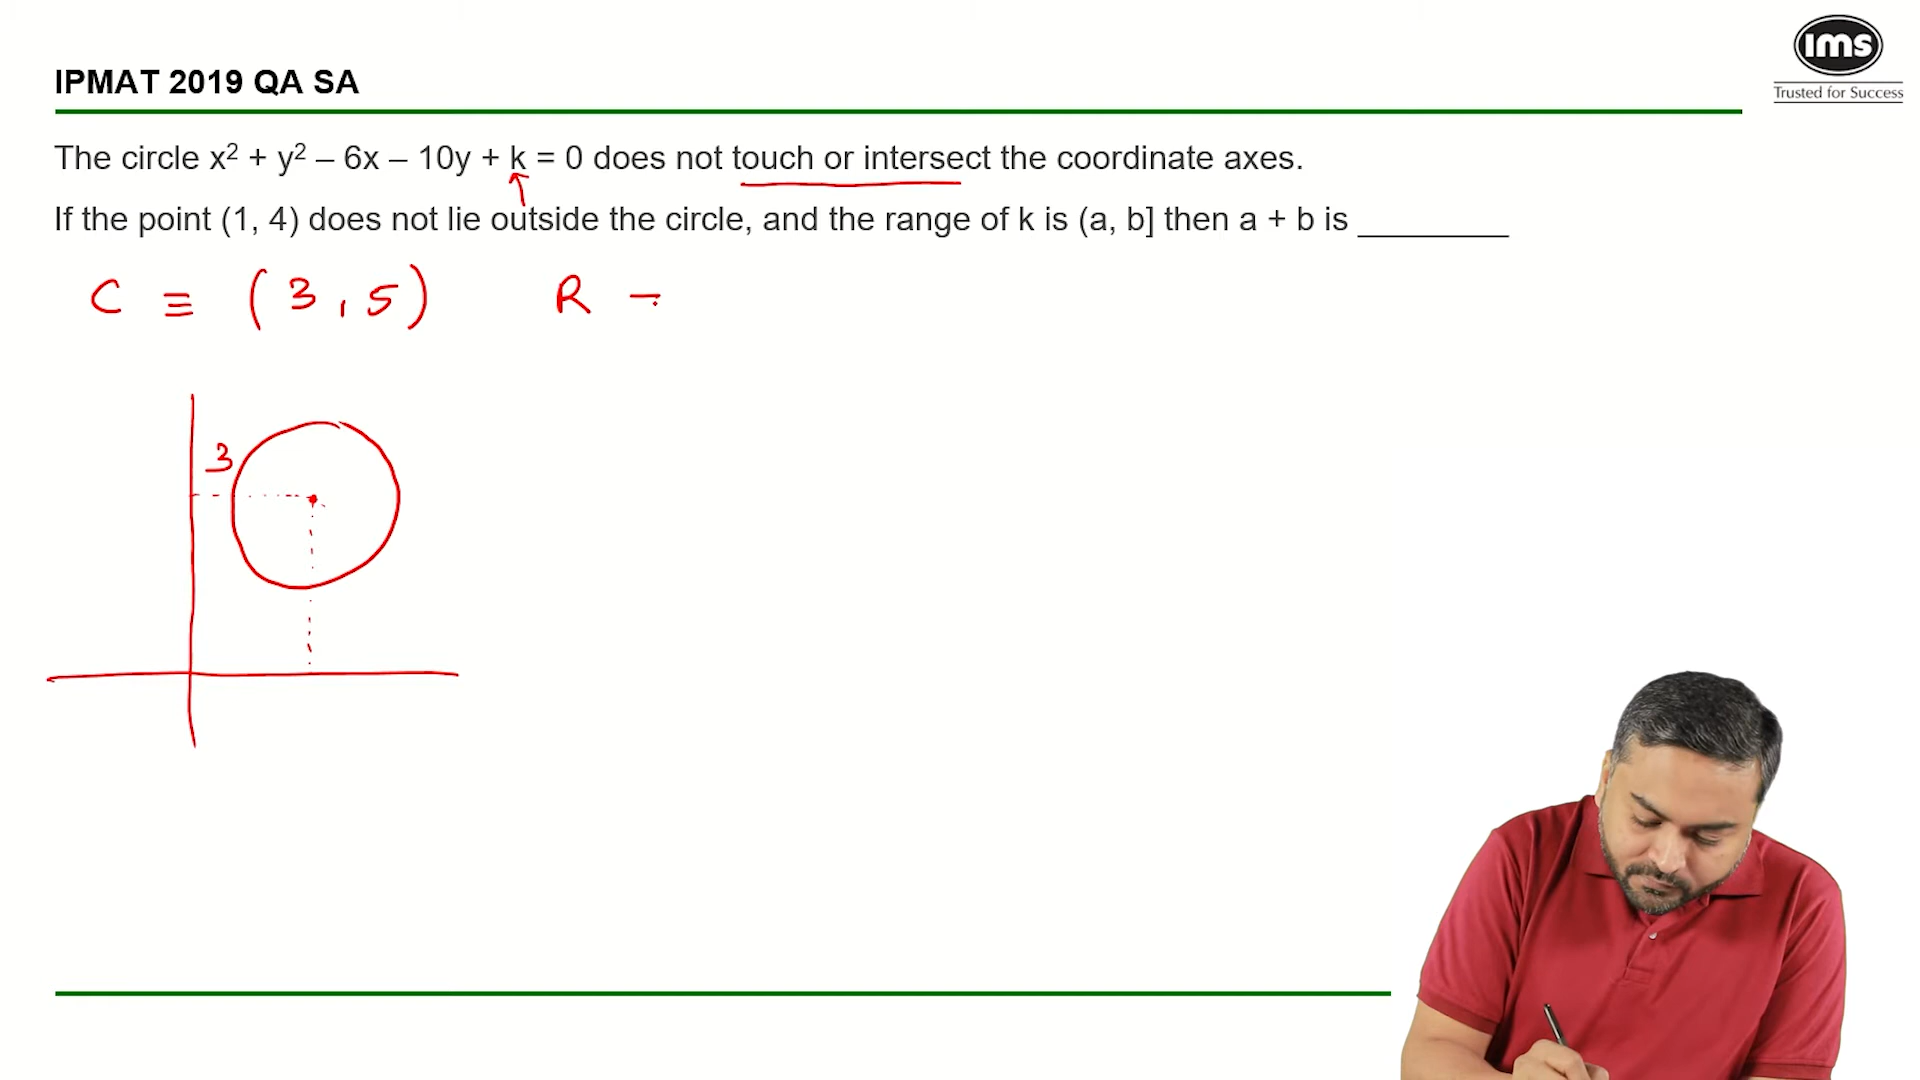 ims
Trusted for Success
IPMAT 2019 QA SA
The circle x² + y² – 6x – 10y + k = 0 does not touch or intersect the coordinate axes.
If the point (1, 4) does not lie outside the circle, and the range of k is (a, b] then a + b is ________
C ≡ (3, 5) R –
3